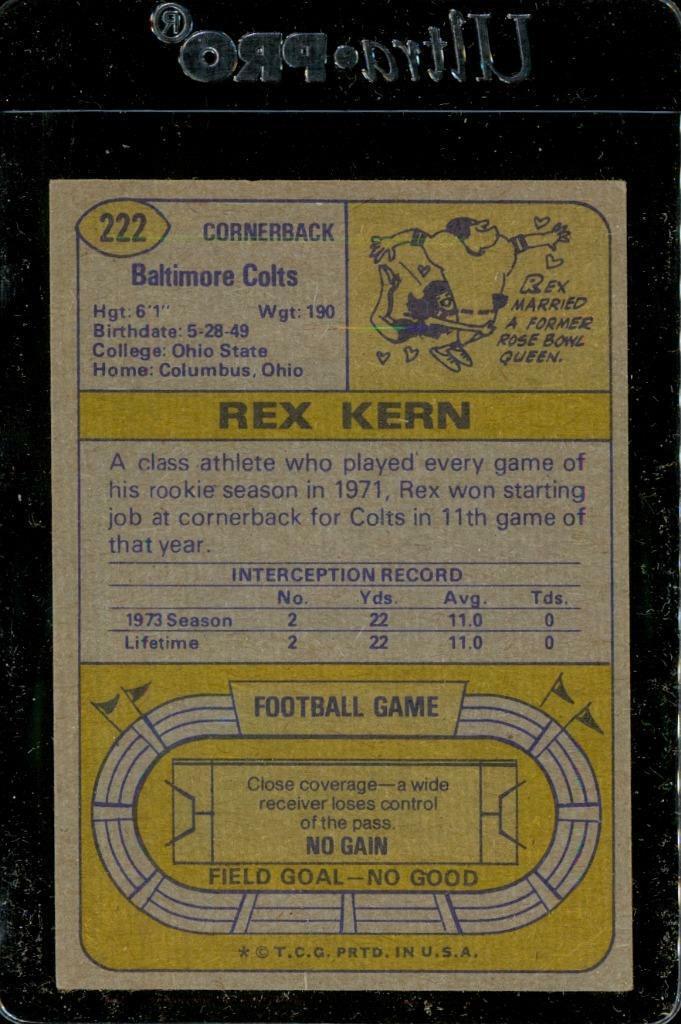 Ultra•PRO®
222
CORNERBACK
Baltimore Colts
Hgt: 6'1" Wgt: 190
Birthdate: 5-28-49
College: Ohio State
Home: Columbus, Ohio
REX
MARRIED
A FORMER
ROSE BOWL
QUEEN.
REX KERN
A class athlete who played every game of
his rookie season in 1971, Rex won starting
job at cornerback for Colts in 11th game of
that year.
INTERCEPTION RECORD
No. Yds. Avg. Tds.
1973 Season 2 22 11.0 0
Lifetime 2 22 11.0 0
FOOTBALL GAME
Close coverage—a wide
receiver loses control
of the pass.
NO GAIN
FIELD GOAL—NO GOOD
* © T.C.G. PRTD. IN U.S.A.